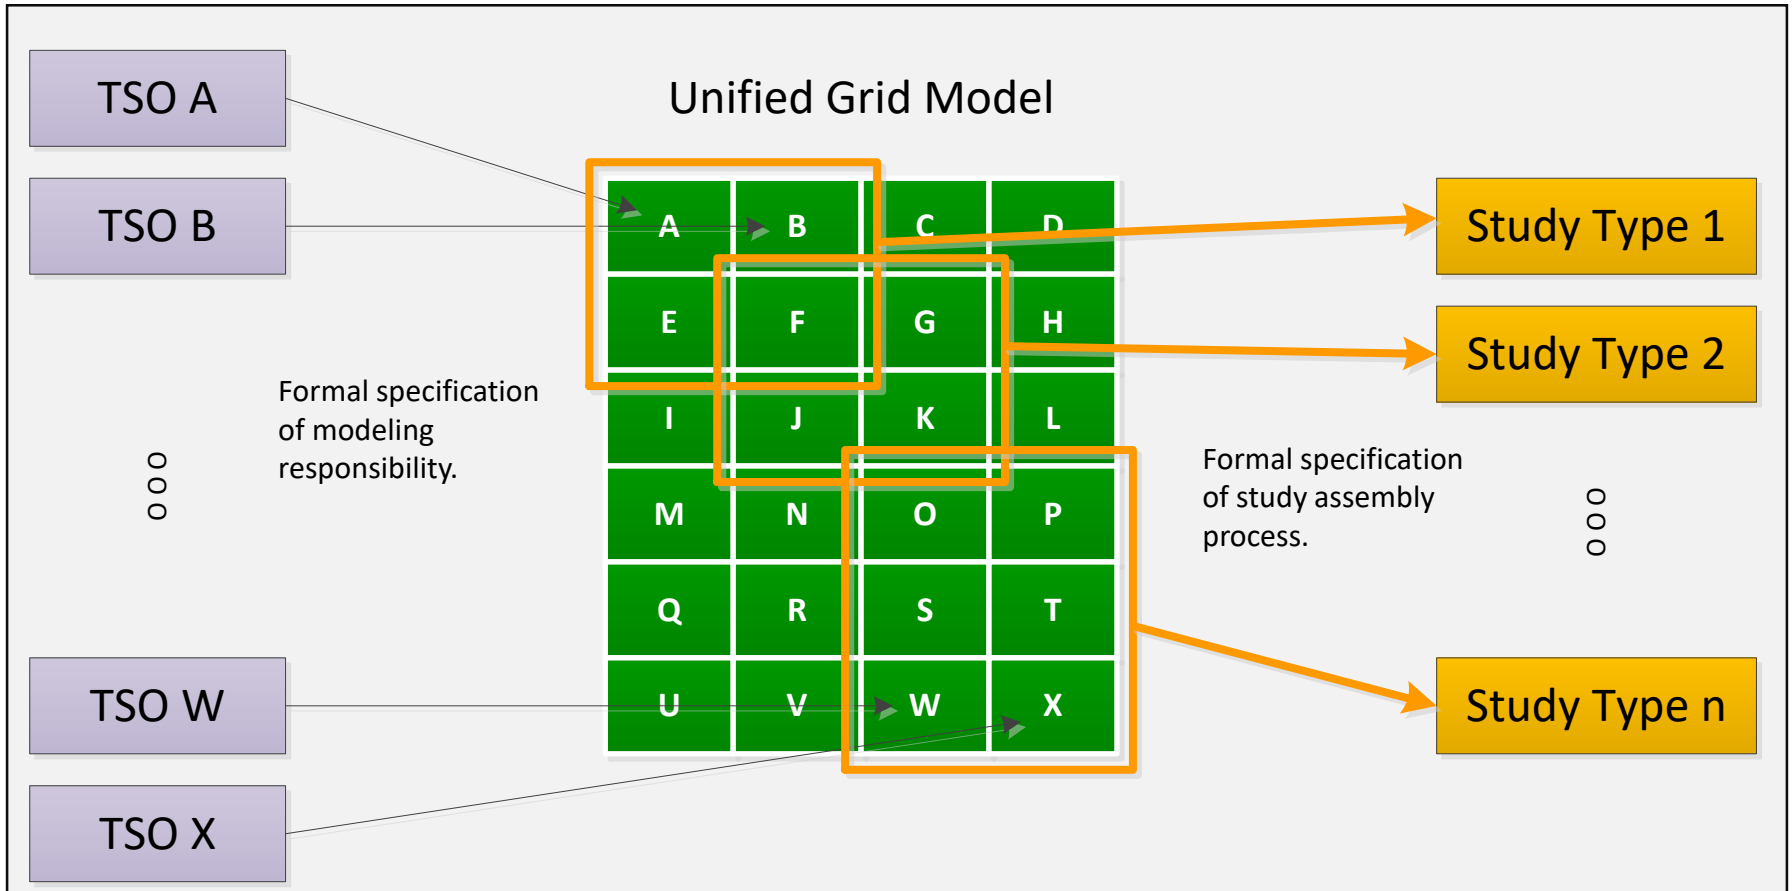 Unified Grid Model
TSO A
TSO B
Formal specification
of modeling
responsibility.
o
o
o
TSO W
TSO X
A B C D
E F G H
I J K L
M N O P
Q R S T
U V W X
Study Type 1
Study Type 2
Formal specification
of study assembly
process.
o
o
o
Study Type n